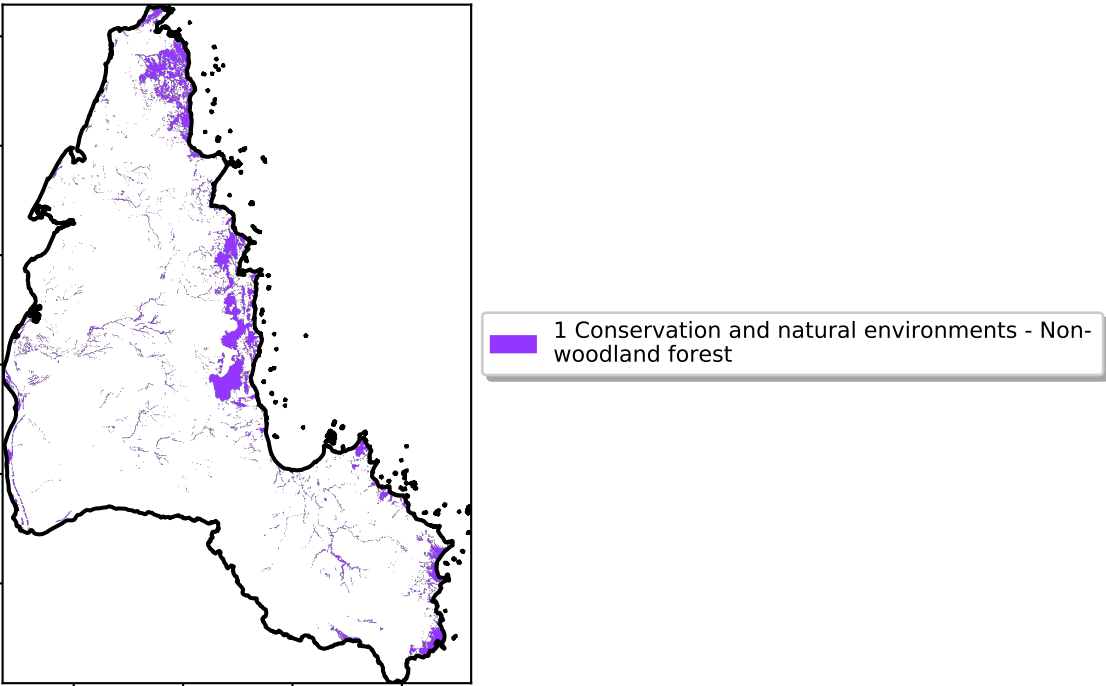 1 Conservation and natural environments - Non-
woodland forest